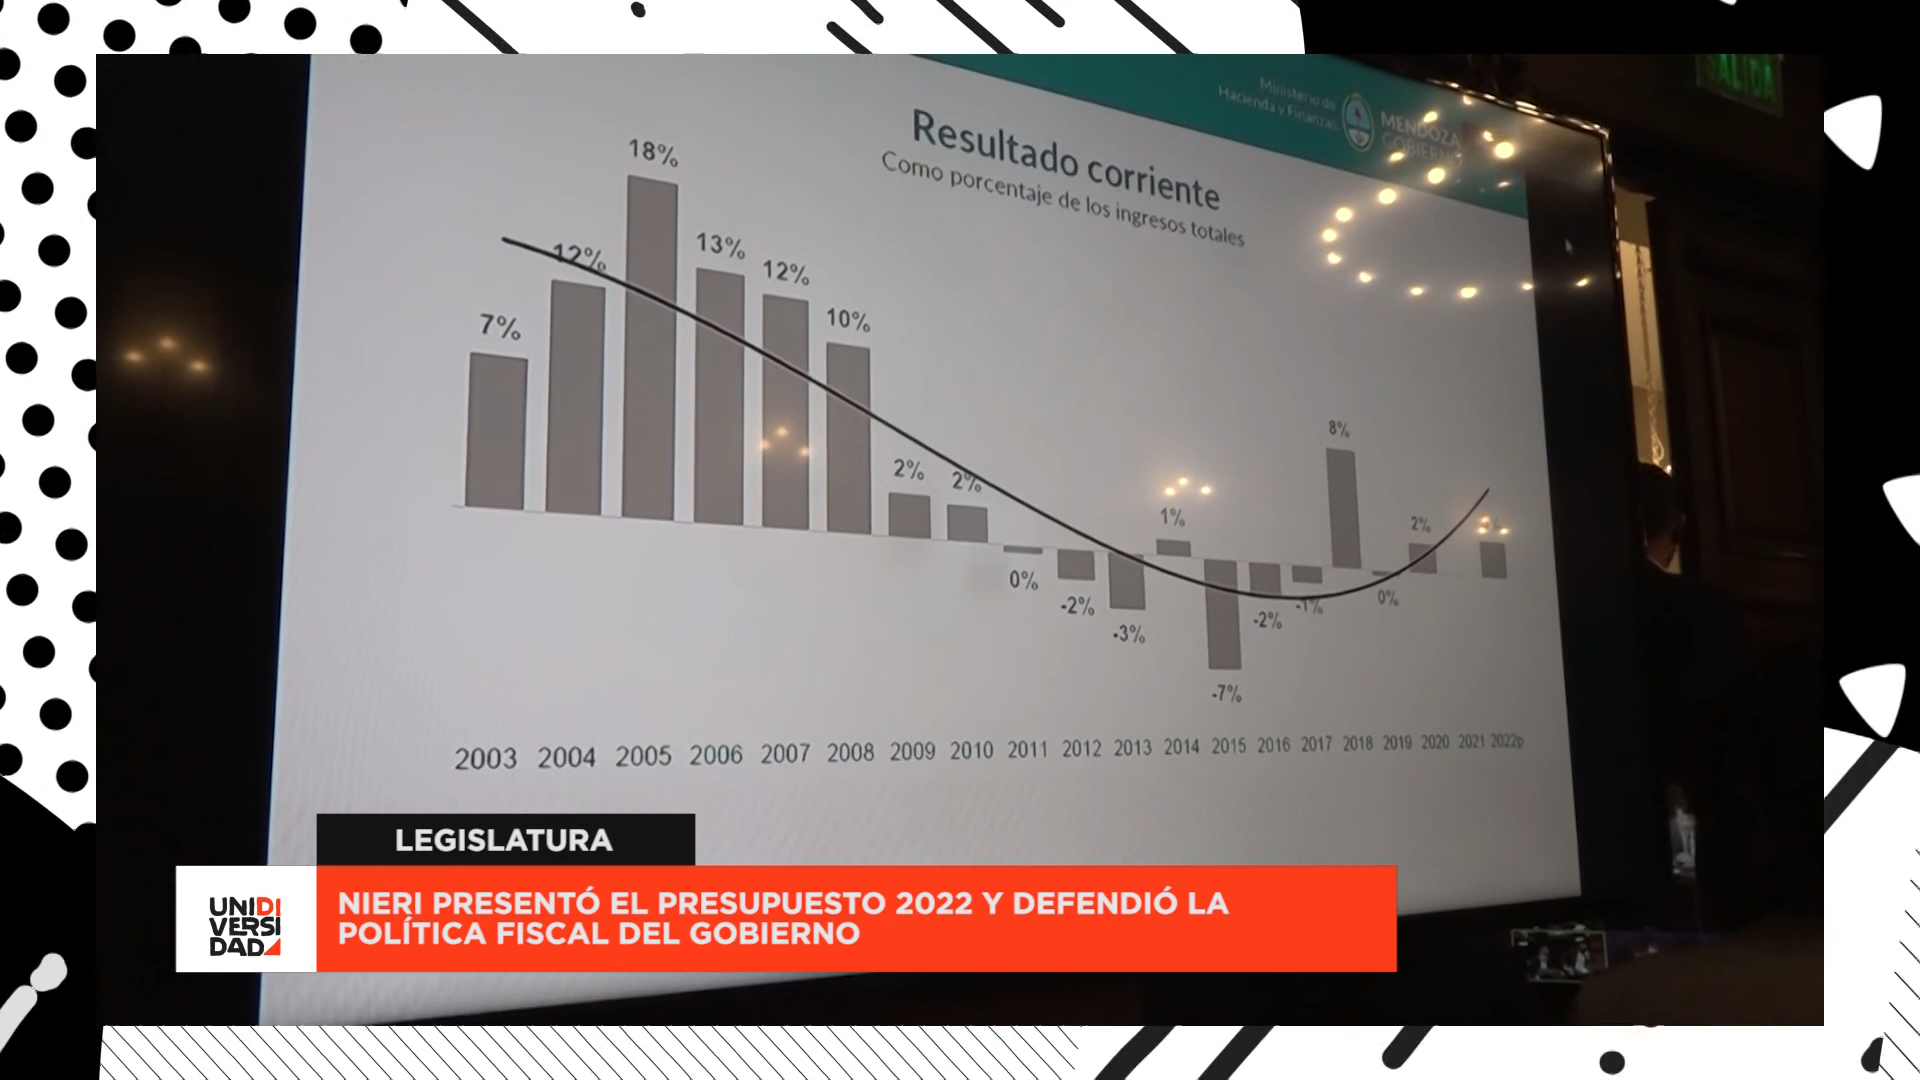 SALIDA
Ministerio de
Hacienda y Finanzas
MENDOZA
GOBIERNO
Resultado corriente
Como porcentaje de los ingresos totales
7%
12%
18%
13%
12%
10%
2%
2%
0%
-2%
-3%
1%
-7%
-2%
-1%
8%
0%
2%
2003 2004 2005 2006 2007 2008 2009 2010 2011 2012 2013 2014 2015 2016 2017 2018 2019 2020 2021 2022p
LEGISLATURA
UNIDI
VERSI
DAD
NIERI PRESENTÓ EL PRESUPUESTO 2022 Y DEFENDIÓ LA
POLÍTICA FISCAL DEL GOBIERNO